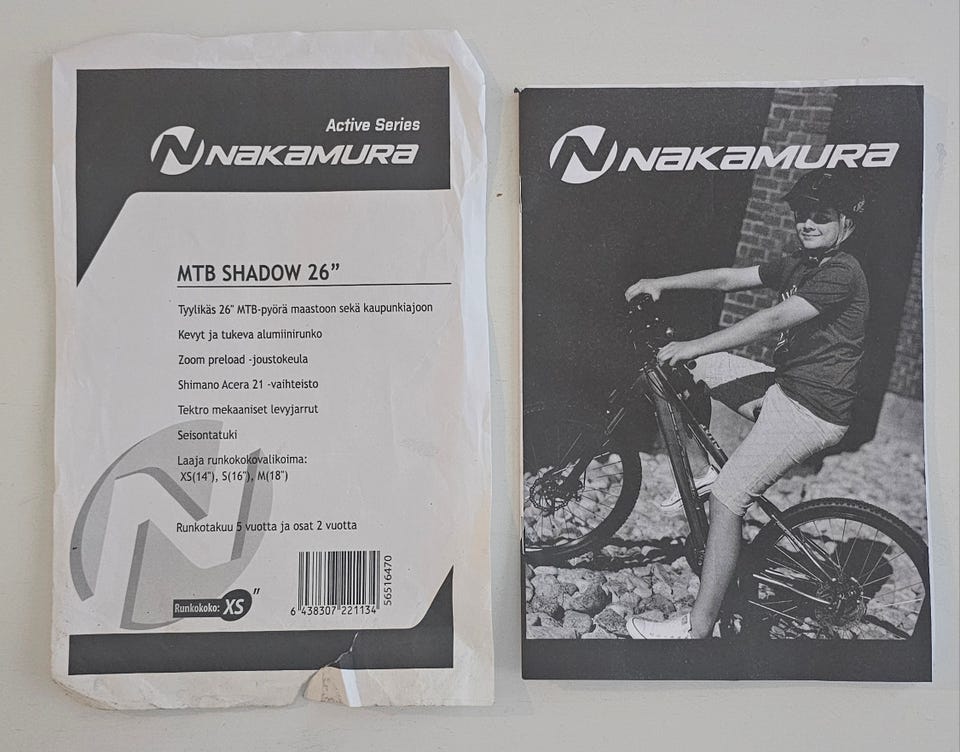 Active Series
NAKAMURA
MTB SHADOW 26”
Tyylikäs 26" MTB-pyörä maastoon sekä kaupunkiajoon
Kevyt ja tukeva alumiinirunko
Zoom preload -joustokeula
Shimano Acera 21 -vaihteisto
Tektro mekaaniset levyjarrut
Seisontatuki
Laaja runkokokovalikoima:
XS(14"), S(16"), M(18")
Runkotakuu 5 vuotta ja osat 2 vuotta
Runkokoko: XS "
6 438307 221134
56516470
NAKAMURA